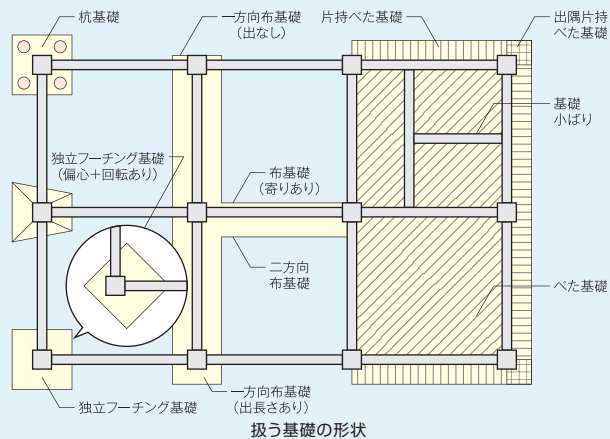 杭基礎
一方向布基礎
(出なし)
片持べた基礎
出隅片持
べた基礎
基礎
小ばり
独立フーチング基礎
(偏心＋回転あり)
布基礎
(寄りあり)
二方向
布基礎
べた基礎
独立フーチング基礎
一方向布基礎
(出長さあり)
扱う基礎の形状